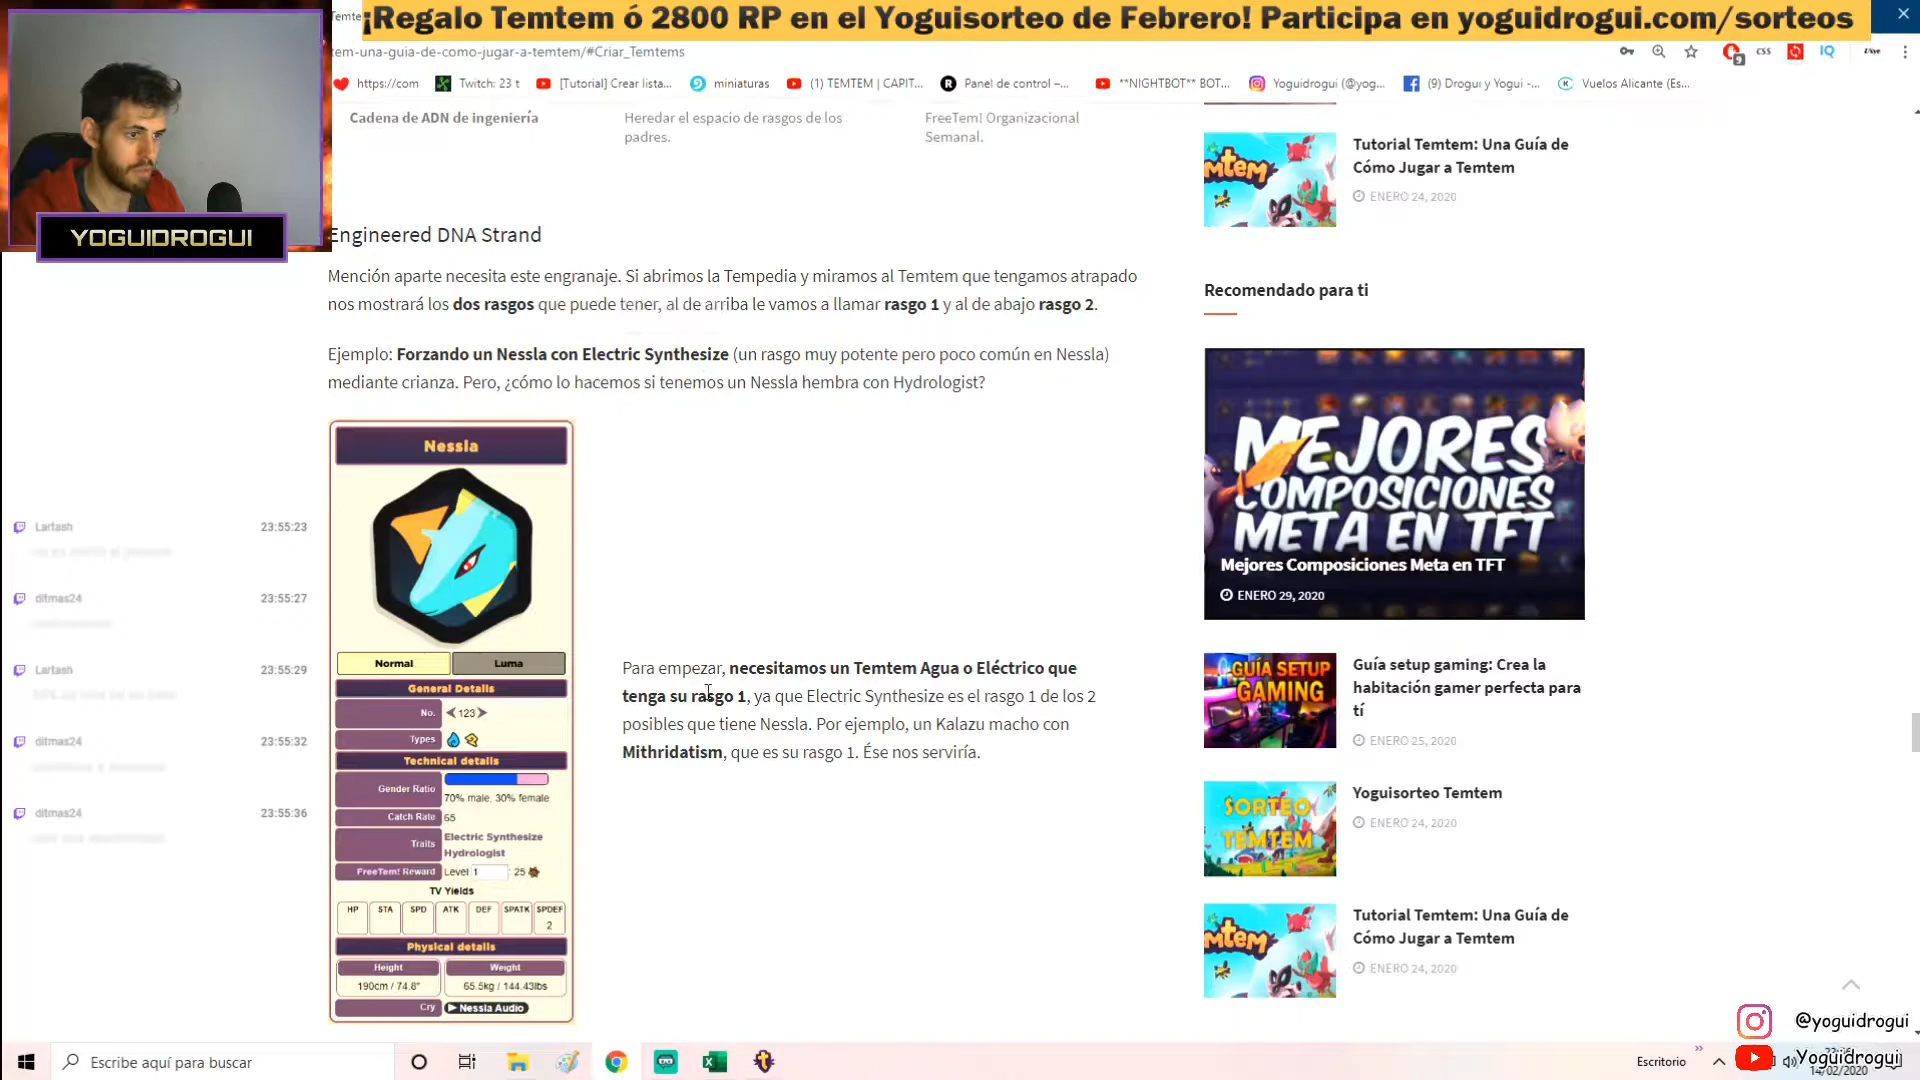 ¡Regalo Temtem ó 2800 RP en el Yoguisorteo de Febrero! Participa en yoguidrogui.com/sorteos
Temte
tem-una-guia-de-como-jugar-a-temtem/#Criar_Temtems
https://com
Twitch: 23 t
[Tutorial] Crear lista...
miniaturas
(1) TEMTEM | CAPIT...
Panel de control –...
**NIGHTBOT** BOT...
Yoguidrogui (@yog...
(9) Drogui y Yogui -...
Vuelos Alicante (Es...
YOGUIDROGUI
Cadena de ADN de ingeniería
Heredar el espacio de rasgos de los
padres.
FreeTem! Organizacional
Semanal.
Engineered DNA Strand
Mención aparte necesita este engranaje. Si abrimos la Tempedia y miramos al Temtem que tengamos atrapado
nos mostrará los dos rasgos que puede tener, al de arriba le vamos a llamar rasgo 1 y al de abajo rasgo 2.
Ejemplo: Forzando un Nessla con Electric Synthesize (un rasgo muy potente pero poco común en Nessla)
mediante crianza. Pero, ¿cómo lo hacemos si tenemos un Nessla hembra con Hydrologist?
Lartash 23:55:23
ditmas24 23:55:27
Lartash 23:55:29
ditmas24 23:55:32
ditmas24 23:55:36
Nessla
Normal Luma
General Details
No. 123
Types
Technical details
Gender Ratio
70% male, 30% female
Catch Rate 65
Traits Electric Synthesize
Hydrologist
FreeTem! Reward Level 1 25
TV Yields
HP STA SPD ATK DEF SPATK SPDEF
2
Physical details
Height Weight
190cm / 74.8" 65.5kg / 144.43lbs
Cry Nessla Audio
Para empezar, necesitamos un Temtem Agua o Eléctrico que
tenga su rasgo 1, ya que Electric Synthesize es el rasgo 1 de los 2
posibles que tiene Nessla. Por ejemplo, un Kalazu macho con
Mithridatism, que es su rasgo 1. Ése nos serviría.
Tutorial Temtem: Una Guía de
Cómo Jugar a Temtem
ENERO 24, 2020
Recomendado para ti
MEJORES
COMPOSICIONES
META EN TFT
Mejores Composiciones Meta en TFT
ENERO 29, 2020
GUÍA SETUP
GAMING
Guía setup gaming: Crea la
habitación gamer perfecta para
tí
ENERO 25, 2020
SORTEO
TEMTEM
Yoguisorteo Temtem
ENERO 24, 2020
Tutorial Temtem: Una Guía de
Cómo Jugar a Temtem
ENERO 24, 2020
@yoguidrogui
Yoguidrogui
Escribe aquí para buscar
Escritorio
14/02/2020